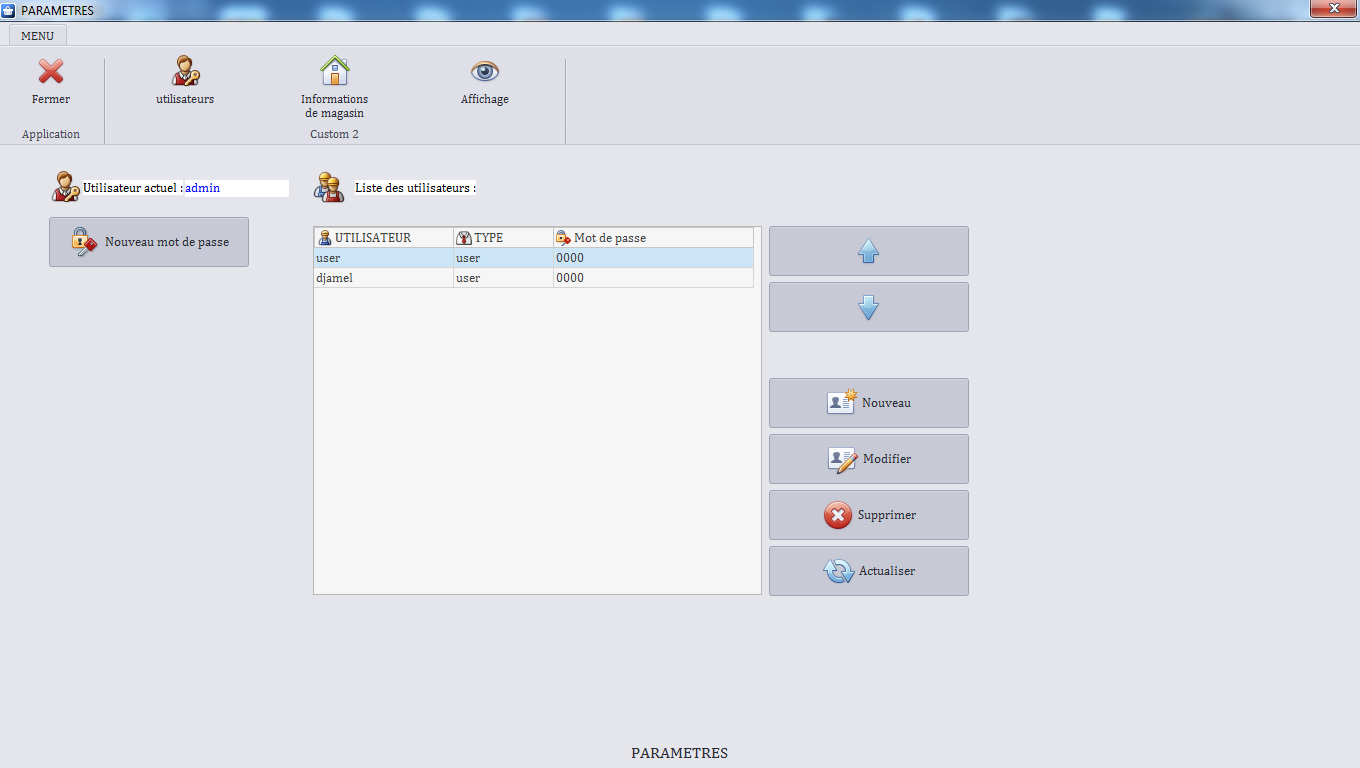 PARAMETRES
MENU
Fermer
utilisateurs
Informations
de magasin
Affichage
Application
Custom 2
Utilisateur actuel : admin
Liste des utilisateurs :
Nouveau mot de passe
UTILISATEUR TYPE Mot de passe
user user 0000
djamel user 0000
Nouveau
Modifier
Supprimer
Actualiser
PARAMETRES